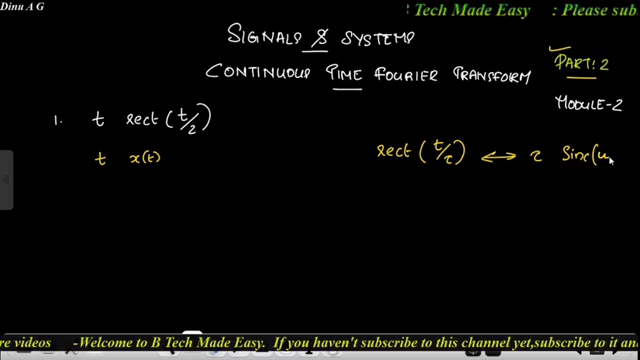 Dinu A G
B Tech Made Easy : Please sub
SIGNALS & SYSTEMS
CONTINUOUS TIME FOURIER TRANSFORM
PART: 2
MODULE-2
1. t rect (t/2)
t x(t)
rect (t/τ) ↔ τ Sinc(ω
re videos -Welcome to B Tech Made Easy. If you haven't subscribe to this channel yet,subscribe to it and